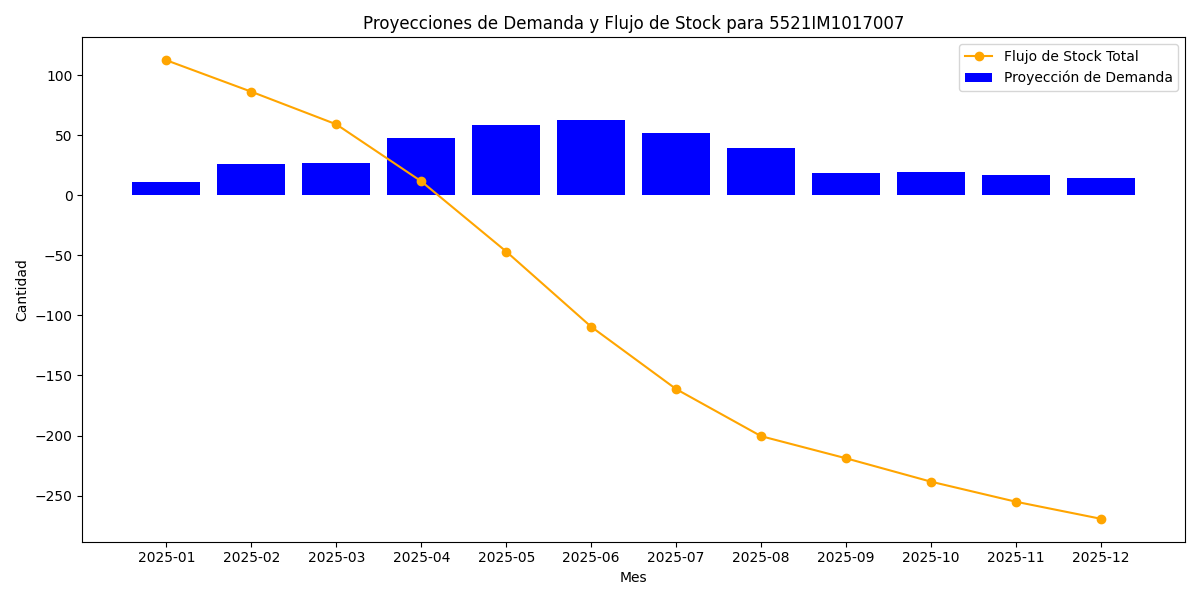 Proyecciones de Demanda y Flujo de Stock para 5521IM1017007
Flujo de Stock Total
Proyección de Demanda
Cantidad
100
50
0
−50
−100
−150
−200
−250
2025-01 2025-02 2025-03 2025-04 2025-05 2025-06 2025-07 2025-08 2025-09 2025-10 2025-11 2025-12
Mes